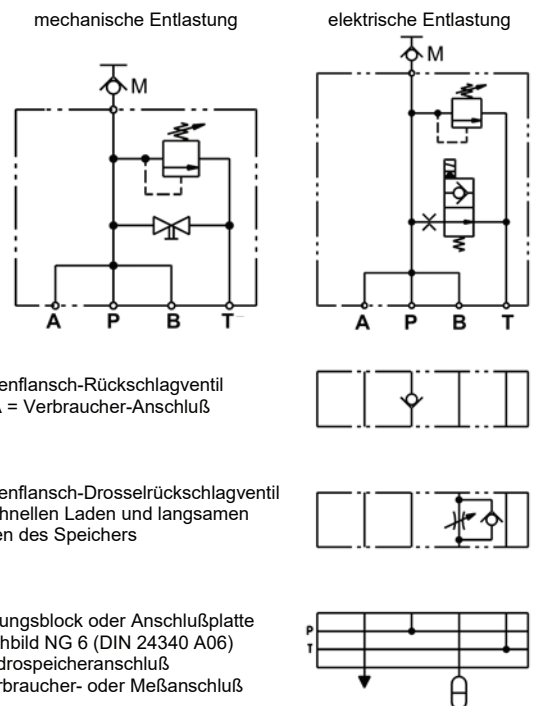 mechanische Entlastung
elektrische Entlastung
M
M
A P B T
A P B T
enflansch-Rückschlagventil
A = Verbraucher-Anschluß
enflansch-Drosselrückschlagventil
hnellen Laden und langsamen
en des Speichers
ungsblock oder Anschlußplatte
hbild NG 6 (DIN 24340 A06)
drospeicheranschluß
rbraucher- oder Meßanschluß
P
T